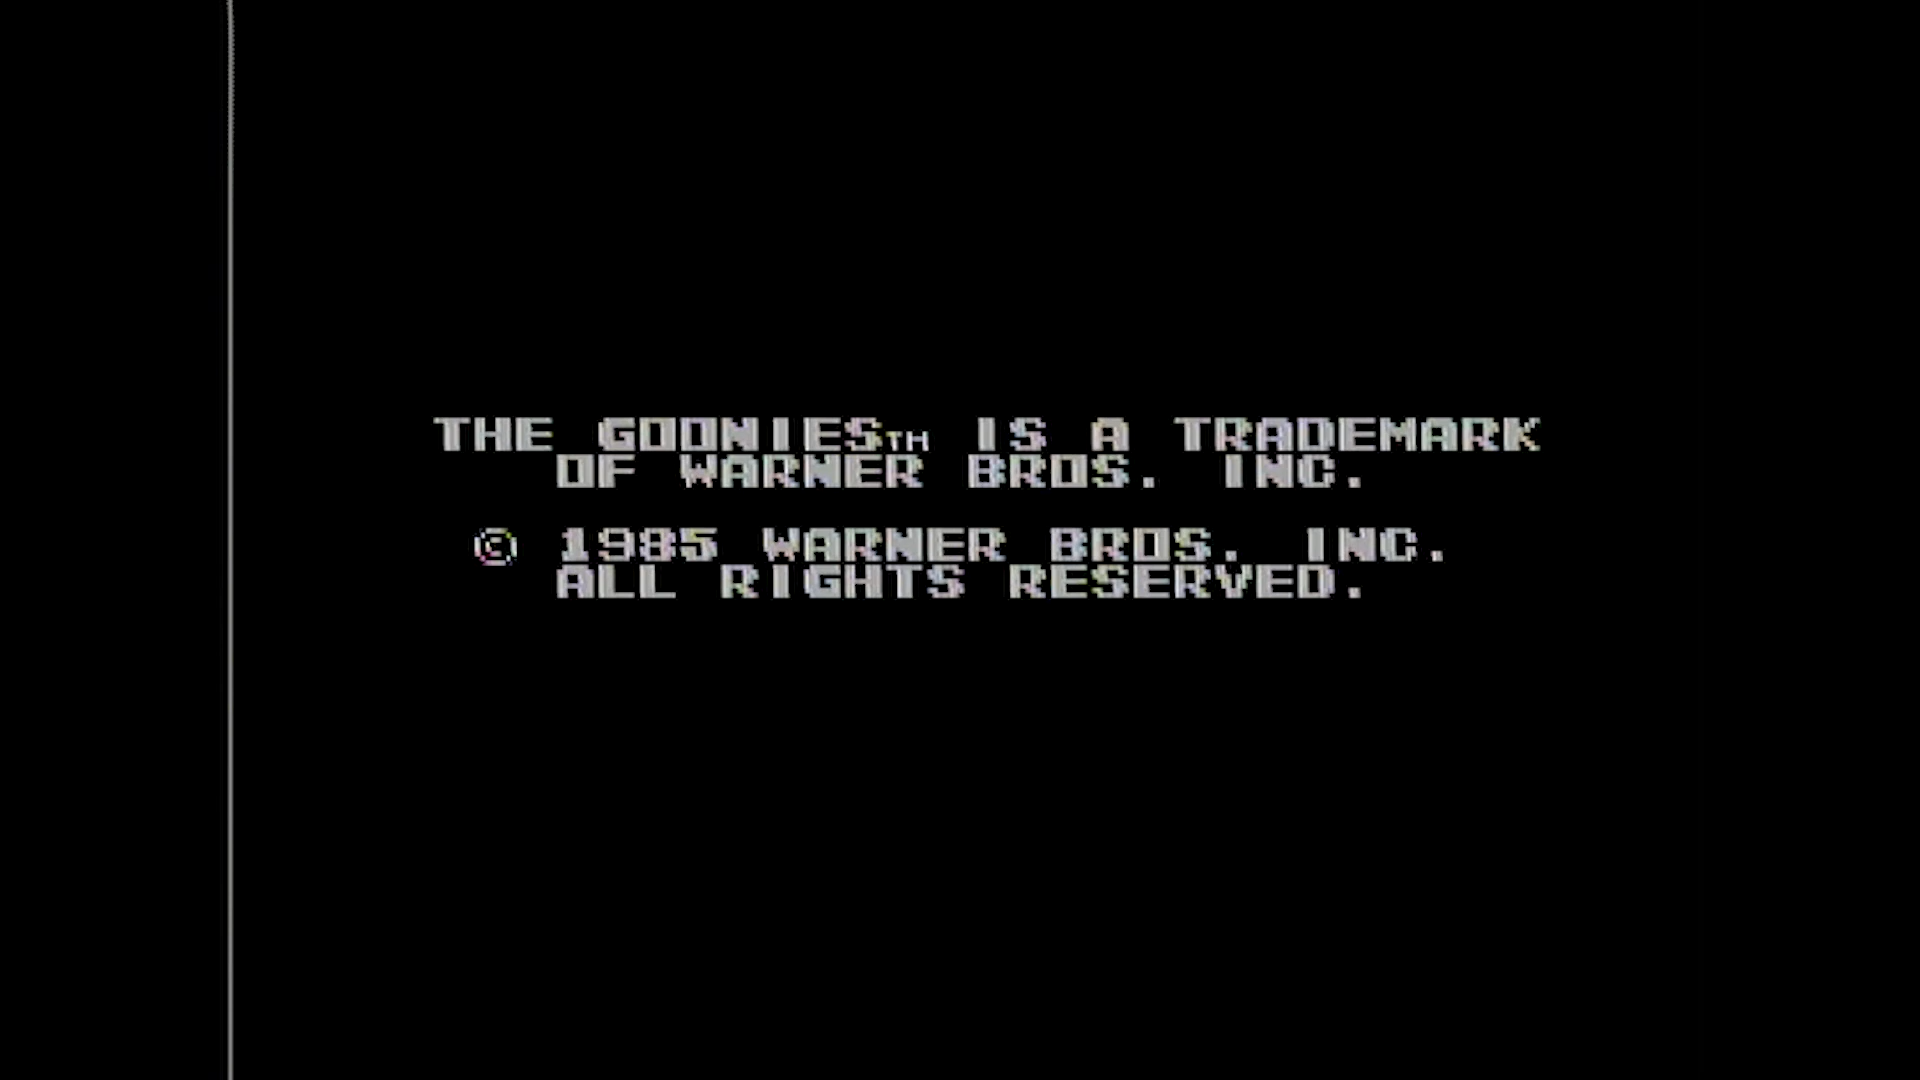 THE GOONIES™ IS A TRADEMARK
OF WARNER BROS. INC.
© 1985 WARNER BROS. INC.
ALL RIGHTS RESERVED.